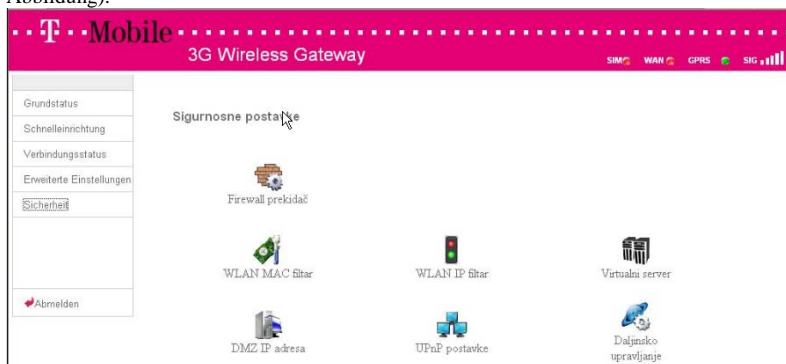 Abbildung):
T Mobile
3G Wireless Gateway
SIM WAN GPRS SIG
Grundstatus
Schnelleinrichtung
Verbindungsstatus
Erweiterte Einstellungen
Sicherheit
Abmelden
Sigurnosne postavke
Firewall prekidač
WLAN MAC filtar
WLAN IP filtar
Virtualni server
DMZ IP adresa
UPnP postavke
Daljinsko
upravljanje